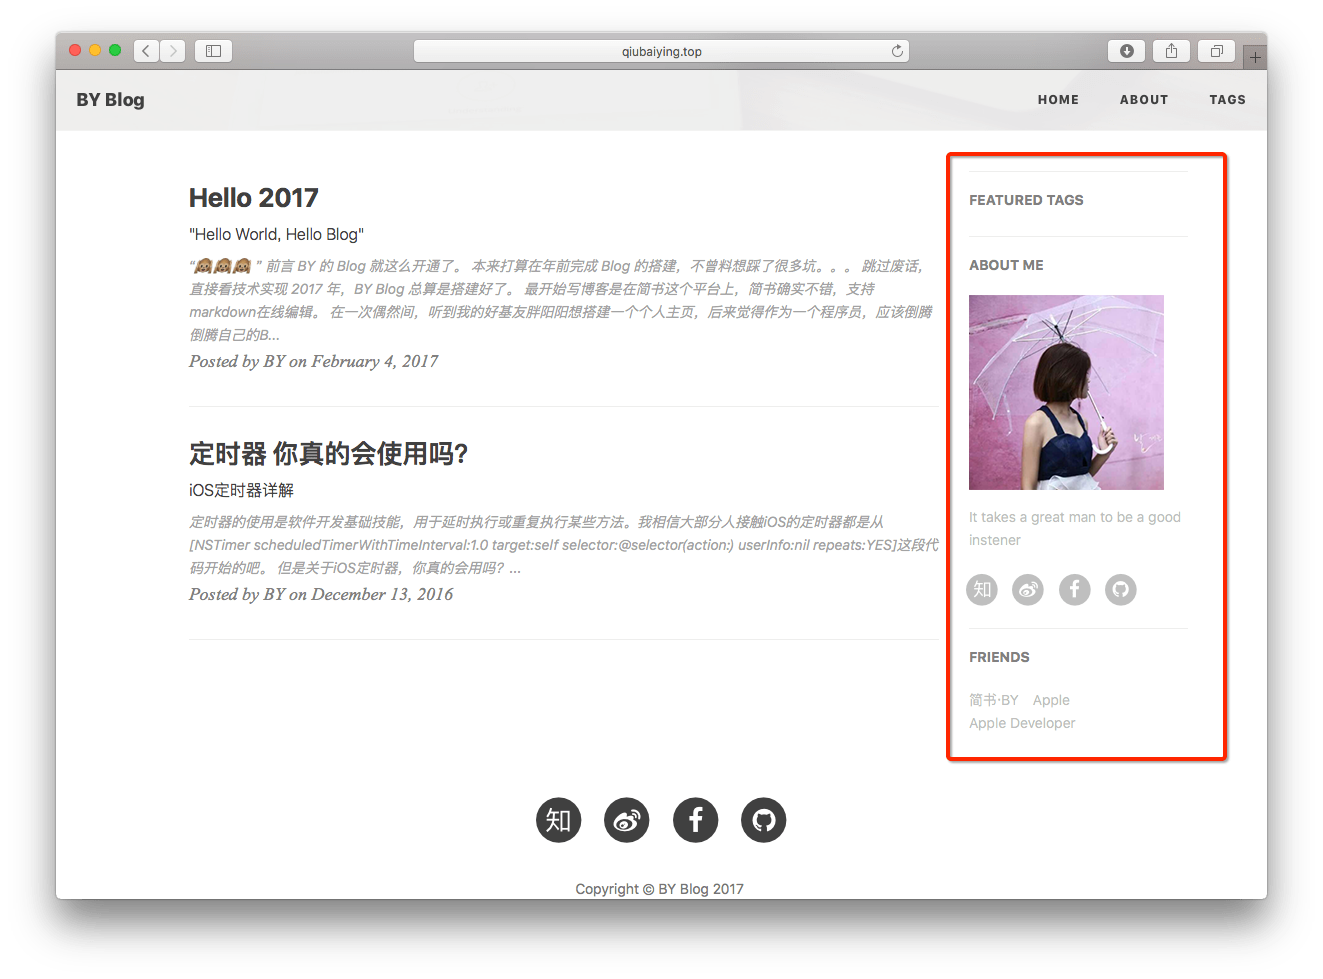 qiubaiying.top
BY Blog
HOME ABOUT TAGS
Hello 2017
"Hello World, Hello Blog"
“🙉🙉🙉 ” 前言 BY 的 Blog 就这么开通了。 本来打算在年前完成 Blog 的搭建，不曾料想踩了很多坑。。。 跳过废话，
直接看技术实现 2017 年，BY Blog 总算是搭建好了。 最开始写博客是在简书这个平台上，简书确实不错，支持
markdown在线编辑。 在一次偶然间，听到我的好基友胖阳阳想搭建一个个人主页，后来觉得作为一个程序员，应该倒腾
倒腾自己的B...
Posted by BY on February 4, 2017
定时器 你真的会使用吗?
iOS定时器详解
定时器的使用是软件开发基础技能，用于延时执行或重复执行某些方法。我相信大部分人接触iOS的定时器都是从
[NSTimer scheduledTimerWithTimeInterval:1.0 target:self selector:@selector(action:) userInfo:nil repeats:YES]这段代
码开始的吧。 但是关于iOS定时器，你真的会用吗？...
Posted by BY on December 13, 2016
FEATURED TAGS
ABOUT ME
It takes a great man to be a good
instener
知
FRIENDS
简书·BY Apple
Apple Developer
知
Copyright © BY Blog 2017